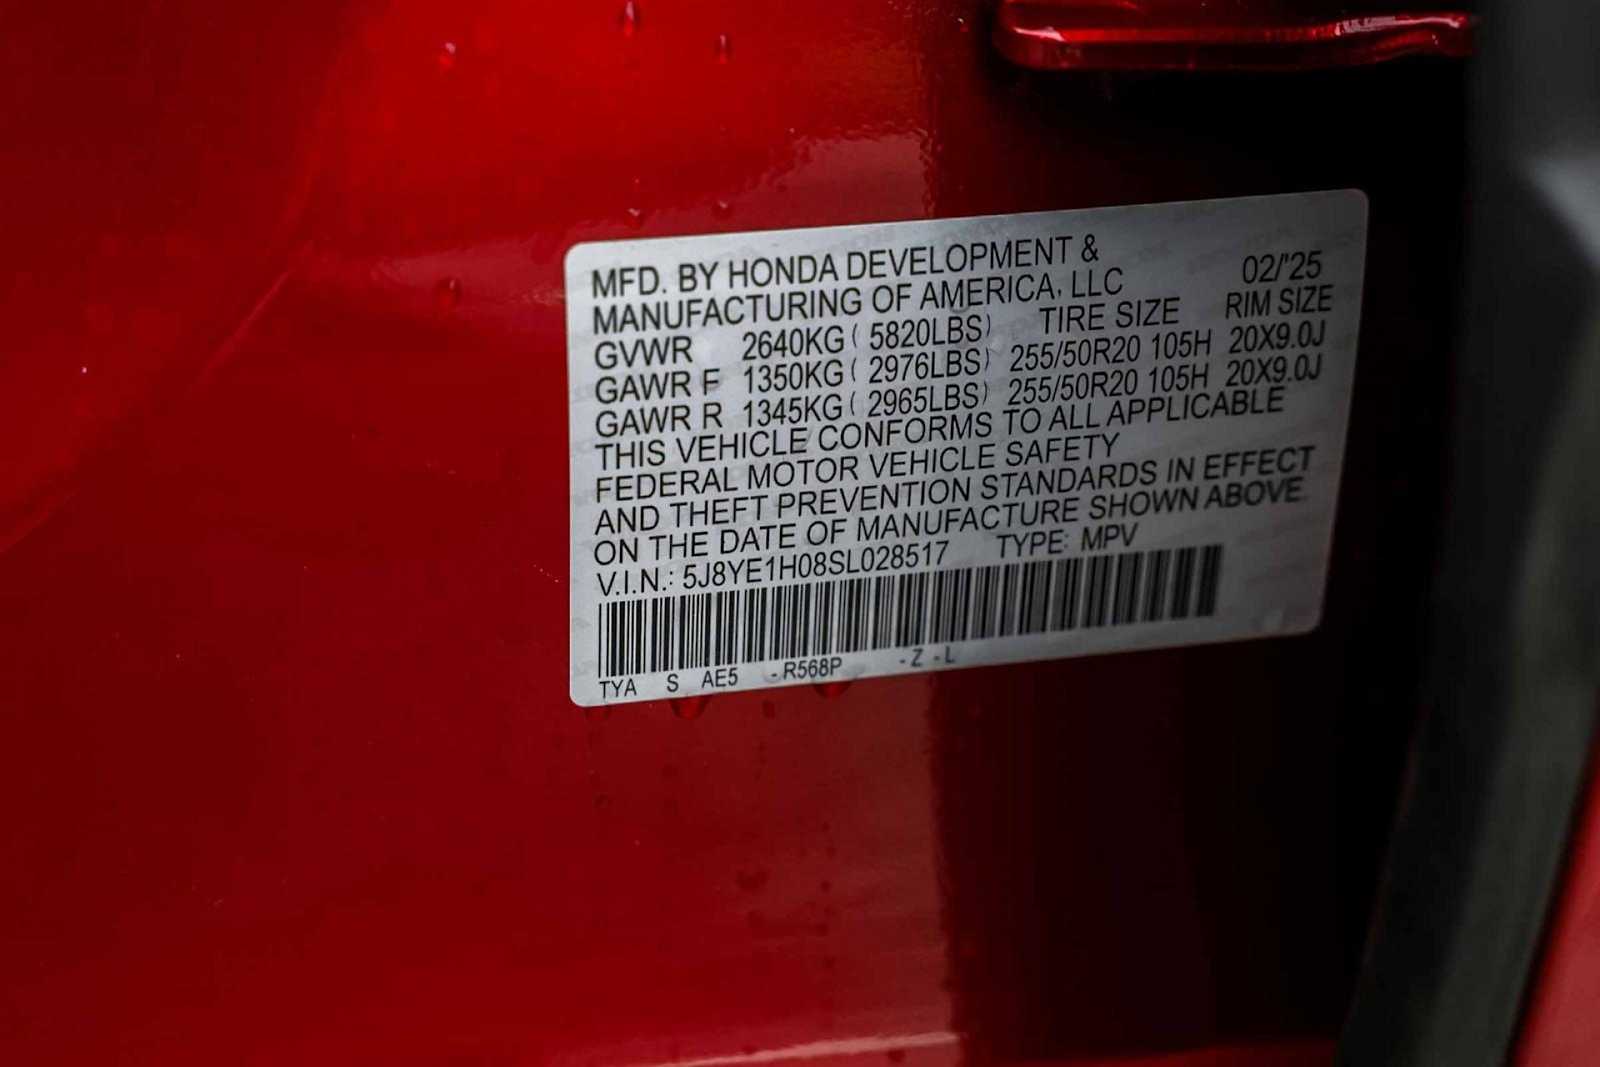 MFD. BY HONDA DEVELOPMENT &
MANUFACTURING OF AMERICA, LLC 02/'25
GVWR 2640KG ( 5820LBS) TIRE SIZE RIM SIZE
GAWR F 1350KG ( 2976LBS) 255/50R20 105H 20X9.0J
GAWR R 1345KG ( 2965LBS) 255/50R20 105H 20X9.0J
THIS VEHICLE CONFORMS TO ALL APPLICABLE
FEDERAL MOTOR VEHICLE SAFETY
AND THEFT PREVENTION STANDARDS IN EFFECT
ON THE DATE OF MANUFACTURE SHOWN ABOVE.
V.I.N.: 5J8YE1H08SL028517 TYPE: MPV
TYA S AE5 -R568P -Z -L